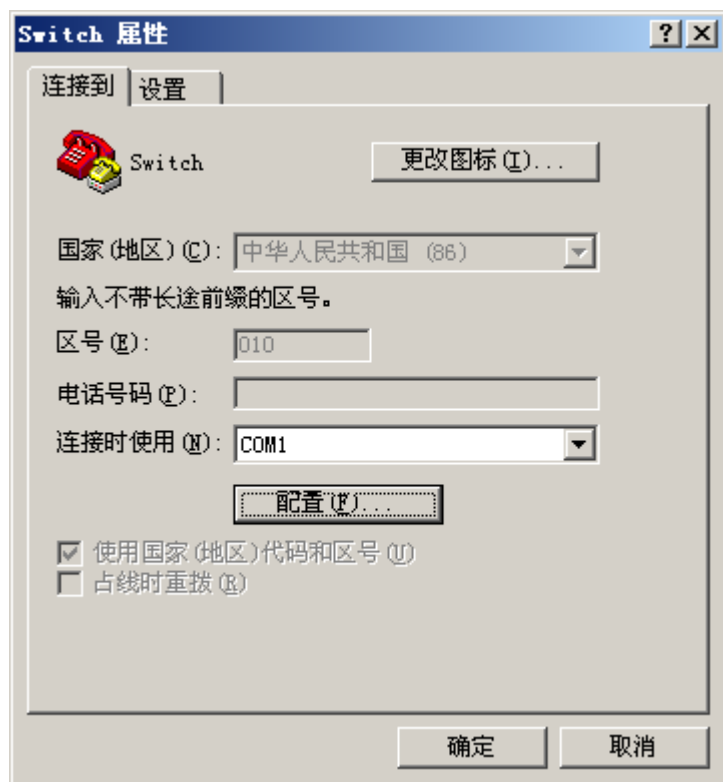 Switch 属性
连接到 设置
Switch 更改图标(I)...
国家(地区)(C): 中华人民共和国 (86)
输入不带长途前缀的区号。
区号(E): 010
电话号码(P):
连接时使用(N): COM1
配置(F)...
使用国家(地区)代码和区号(U)
占线时重拨(R)
确定 取消